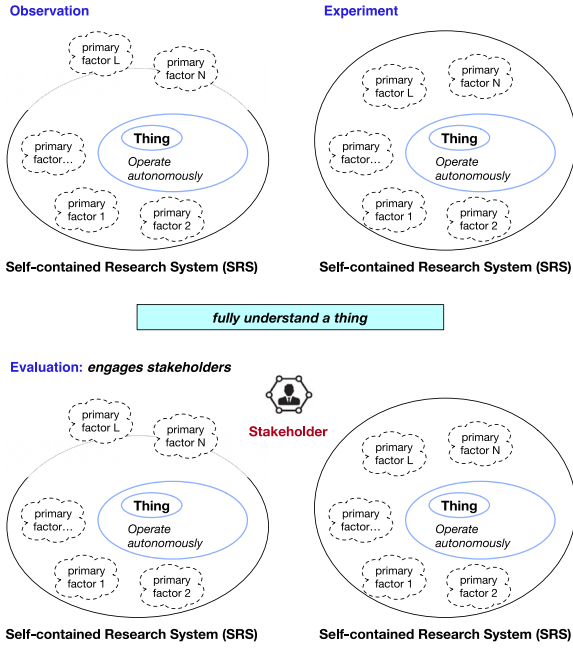 Observation
primary
factor L
primary
factor N
primary
factor...
Thing
Operate
autonomously
primary
factor 1
primary
factor 2
Self-contained Research System (SRS)
Experiment
primary
factor L
primary
factor N
primary
factor...
Thing
Operate
autonomously
primary
factor 1
primary
factor 2
Self-contained Research System (SRS)
fully understand a thing
Evaluation: engages stakeholders
Stakeholder
primary
factor L
primary
factor N
primary
factor...
Thing
Operate
autonomously
primary
factor 1
primary
factor 2
Self-contained Research System (SRS)
primary
factor L
primary
factor N
primary
factor...
Thing
Operate
autonomously
primary
factor 1
primary
factor 2
Self-contained Research System (SRS)